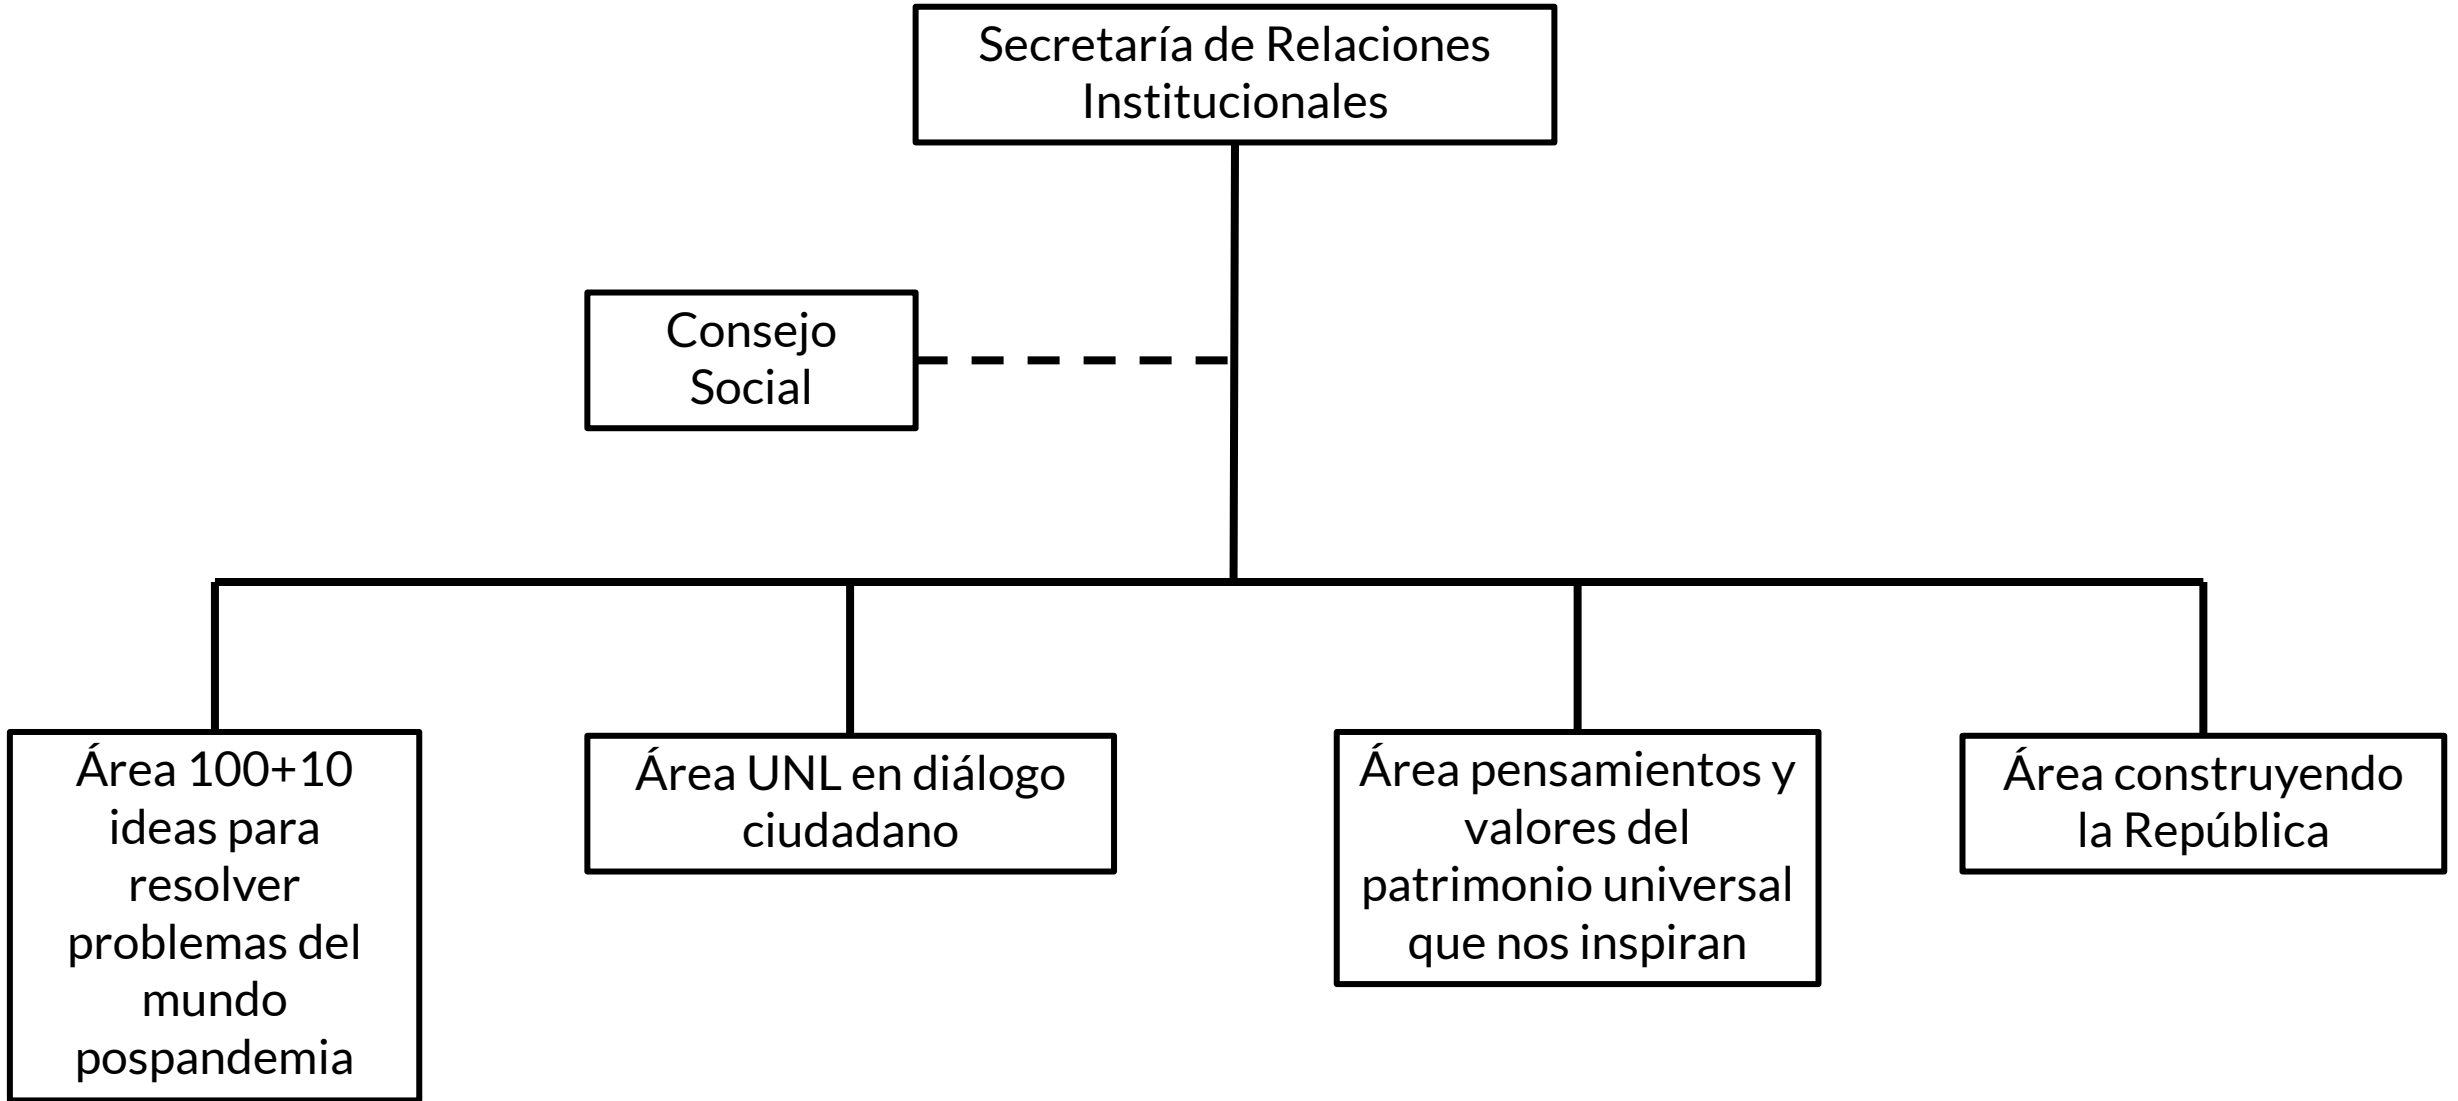 Secretaría de Relaciones
Institucionales
Consejo
Social
Área 100+10
ideas para
resolver
problemas del
mundo
pospandemia
Área UNL en diálogo
ciudadano
Área pensamientos y
valores del
patrimonio universal
que nos inspiran
Área construyendo
la República